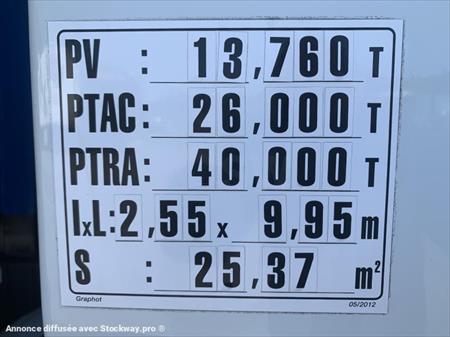 PV : 13,760 T
PTAC : 26,000 T
PTRA : 40,000 T
lxL: 2,55 x 9,95 m
S : 25,37 m²
Graphot 05/2012
Annonce diffusée avec Stockway.pro ®